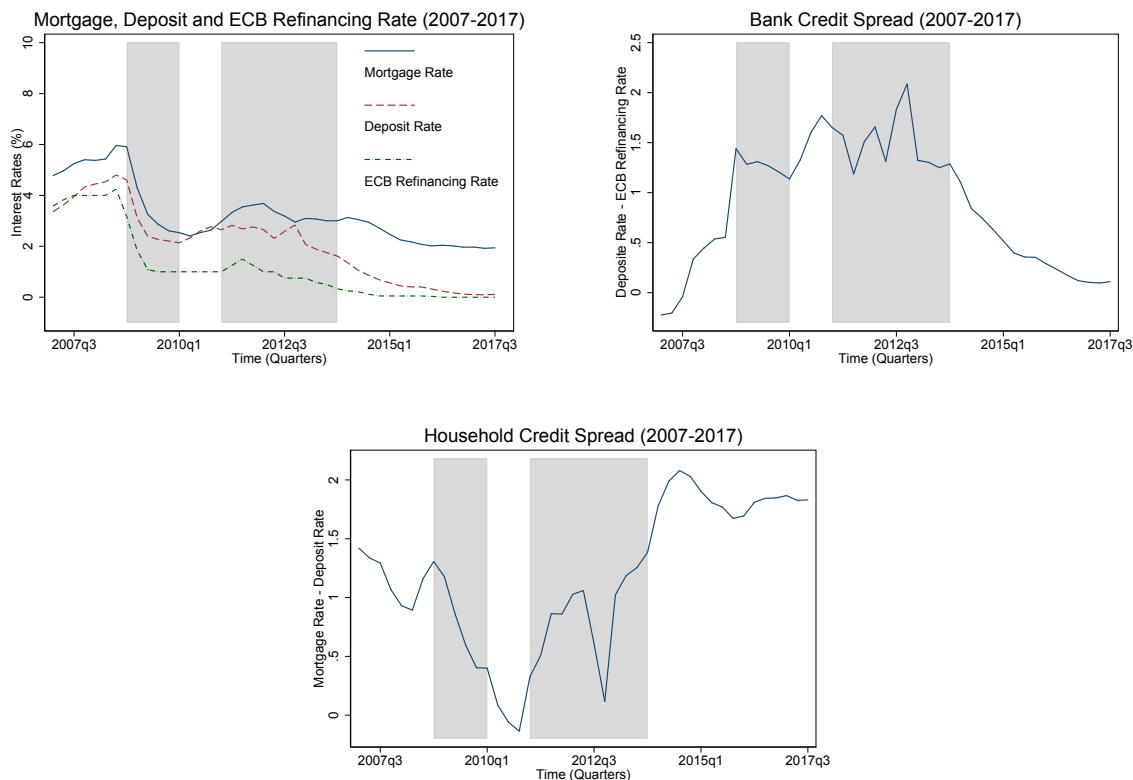 Mortgage, Deposit and ECB Refinancing Rate (2007-2017)
Interest Rates (%)
10
8
6
4
2
0
Mortgage Rate
Deposit Rate
ECB Refinancing Rate
2007q3 2010q1 2012q3 2015q1 2017q3
Time (Quarters)
Bank Credit Spread (2007-2017)
Deposite Rate - ECB Refinancing Rate
2.5
2
1.5
1
.5
0
2007q3 2010q1 2012q3 2015q1 2017q3
Time (Quarters)
Household Credit Spread (2007-2017)
Mortgage Rate - Deposit Rate
2
1.5
1
.5
0
2007q3 2010q1 2012q3 2015q1 2017q3
Time (Quarters)